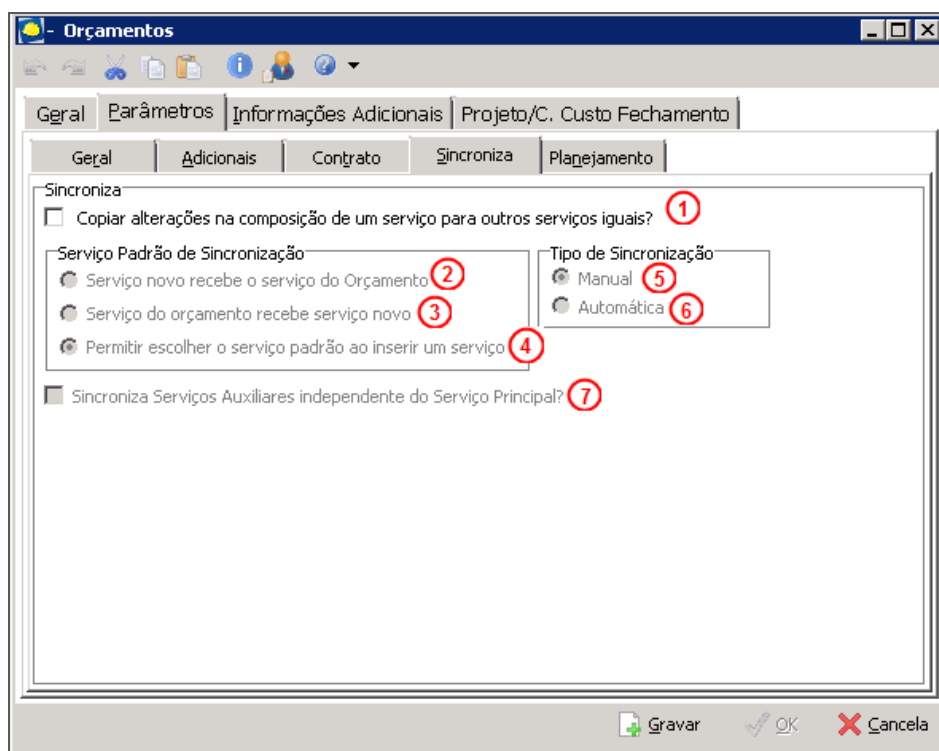 - Orçamentos
Geral Parâmetros Informações Adicionais Projeto/C. Custo Fechamento
Geral Adicionais Contrato Sincroniza Planejamento
Sincroniza
Copiar alterações na composição de um serviço para outros serviços iguais? 1
Serviço Padrão de Sincronização
Serviço novo recebe o serviço do Orçamento 2
Serviço do orçamento recebe serviço novo 3
Permitir escolher o serviço padrão ao inserir um serviço 4
Tipo de Sincronização
Manual 5
Automática 6
Sincroniza Serviços Auxiliares independente do Serviço Principal? 7
Gravar OK Cancela